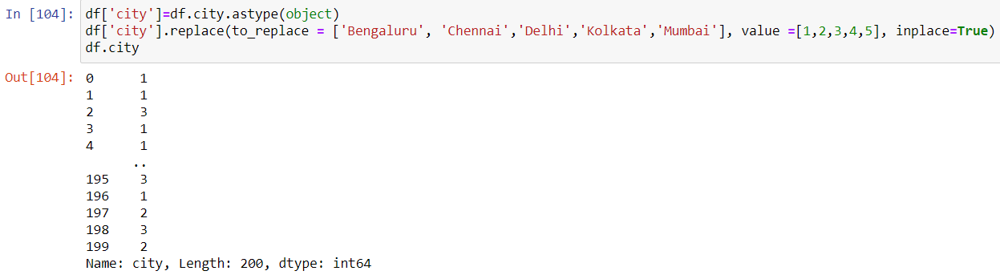 In [104]: df['city']=df.city.astype(object)
df['city'].replace(to_replace = ['Bengaluru', 'Chennai','Delhi','Kolkata','Mumbai'], value =[1,2,3,4,5], inplace=True)
df.city
Out[104]: 0 1
1 1
2 3
3 1
4 1
..
195 3
196 1
197 2
198 3
199 2
Name: city, Length: 200, dtype: int64